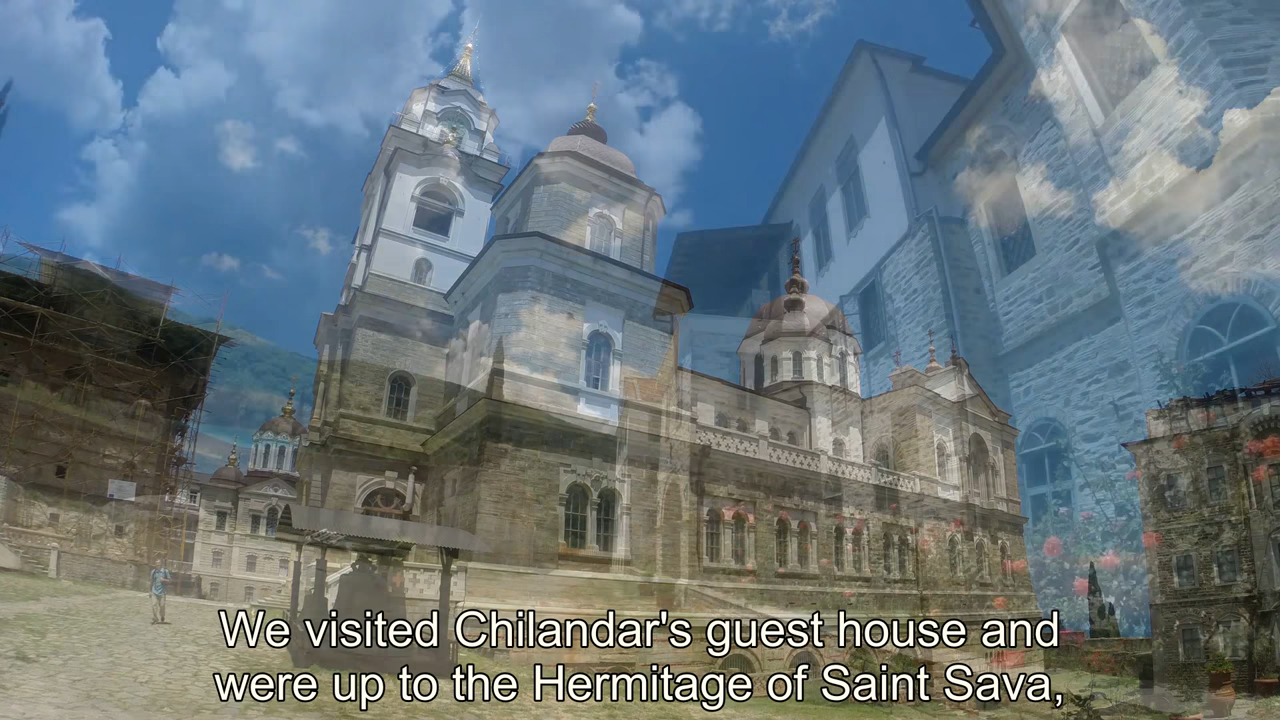 We visited Chilandar's guest house and
were up to the Hermitage of Saint Sava,